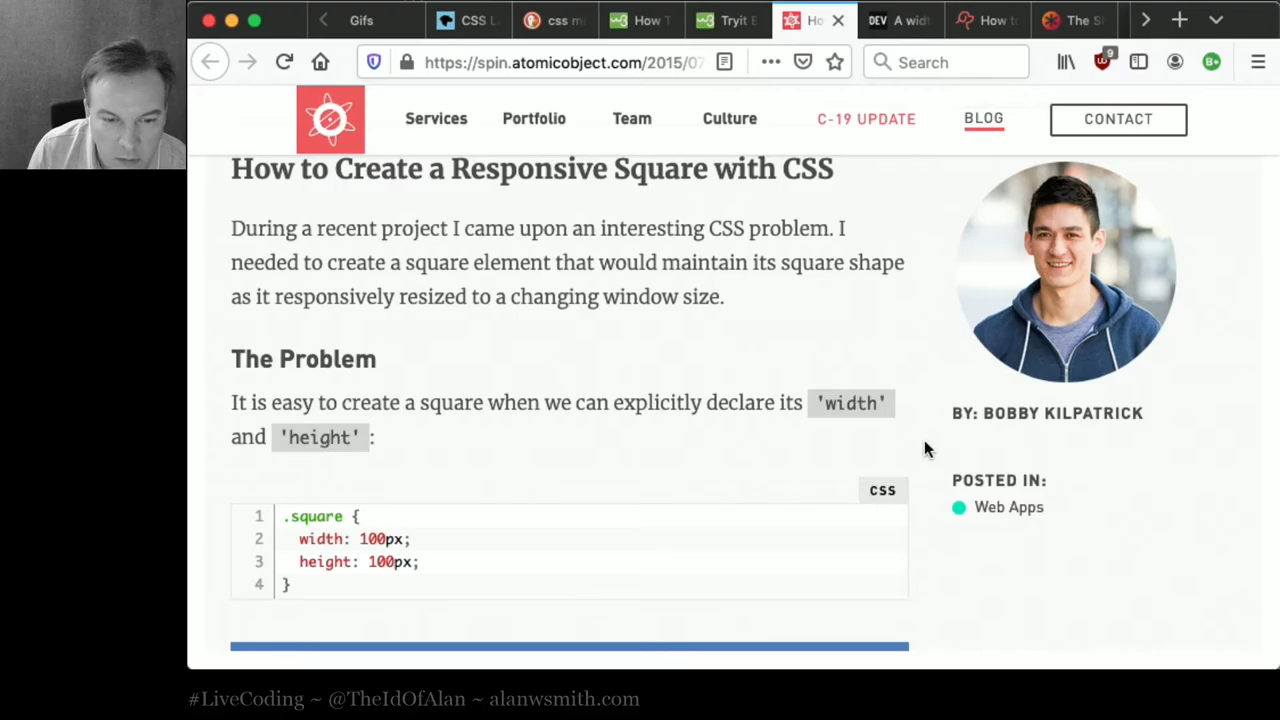 Gifs
CSS L
css m
How T
Tryit E
Ho
DEV A widt
How to
The S
https://spin.atomicobject.com/2015/07
Search
9
B+
Services
Portfolio
Team
Culture
C-19 UPDATE
BLOG
CONTACT
How to Create a Responsive Square with CSS
During a recent project I came upon an interesting CSS problem. I
needed to create a square element that would maintain its square shape
as it responsively resized to a changing window size.
The Problem
It is easy to create a square when we can explicitly declare its 'width'
and 'height' :
CSS
1 .square {
2 width: 100px;
3 height: 100px;
4 }
BY: BOBBY KILPATRICK
POSTED IN:
Web Apps
#LiveCoding ~ @TheIdOfAlan ~ alanwsmith.com